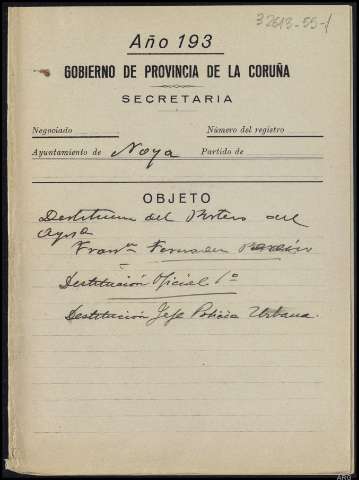 32613-55-1
Año 193
GOBIERNO DE PROVINCIA DE LA CORUÑA
SECRETARIA
Negociado Número del registro
Ayuntamiento de Noya Partido de
OBJETO
Destitucion del Portero del
Ayto
Franco Fernandez
Destitución Oficial 1º
Destitución Jefe Policía Urbana.
ARG